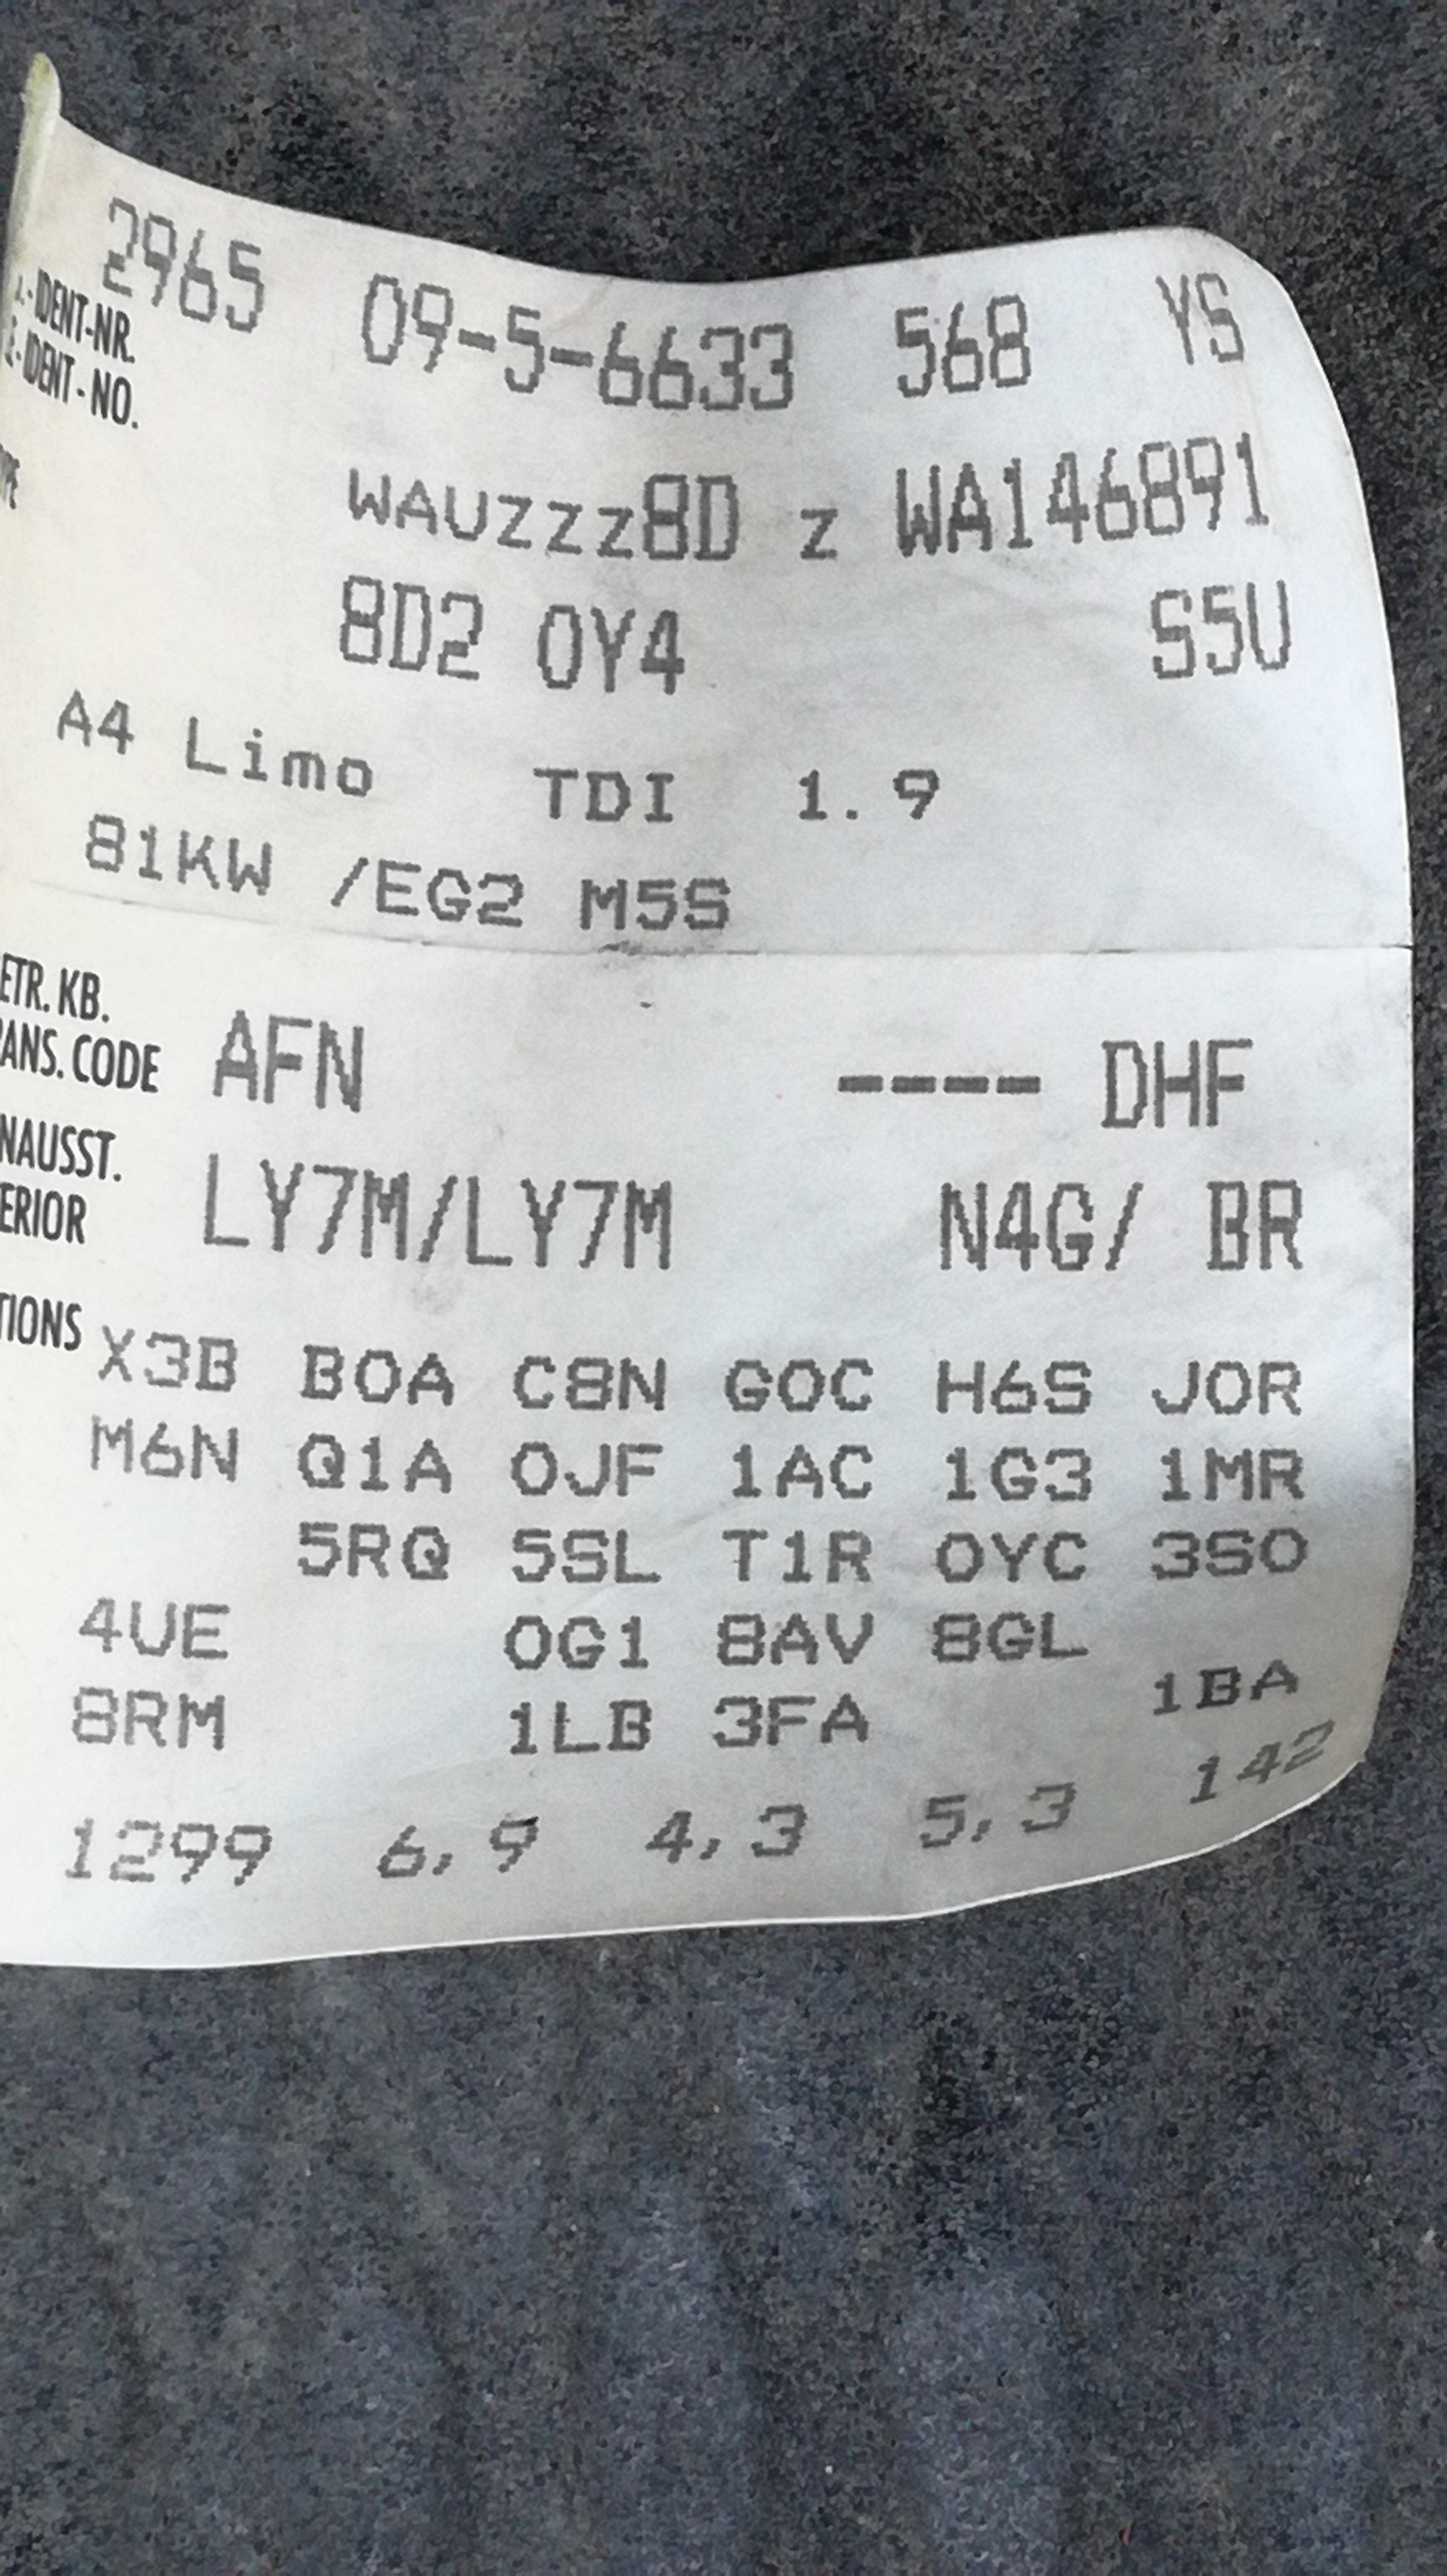 2965 09-5-6633 568 YS
.-IDENT-NR.
.-IDENT-NO.
WAUZZZ8D Z WA146891
8D2 0Y4 S5U
A4 Limo TDI 1.9
81KW /EG2 M5S
ETR. KB.
ANS. CODE AFN ---- DHF
NAUSST.
ERIOR LY7M/LY7M N4G/ BR
TIONS X3B B0A C8N G0C H6S J0R
M6N Q1A 0JF 1AC 1G3 1MR
5RQ 5SL T1R 0YC 3S0
4UE 0G1 8AV 8GL
8RM 1LB 3FA 1BA
1299 6,9 4,3 5,3 142